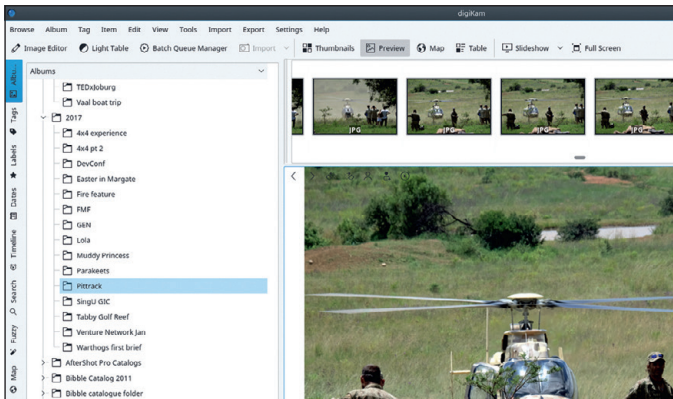 digiKam
Browse Album Tag Item Edit View Tools Import Export Settings Help
Image Editor Light Table Batch Queue Manager Import Thumbnails Preview Map Table Slideshow Full Screen
Albums
Albu...
Tags
Labels
Dates
Timeline
Search
Fuzzy
Map
TEDxJoburg
Vaal boat trip
2017
4x4 experience
4x4 pt 2
DevConf
Easter in Margate
Fire feature
FMF
GEN
Lola
Muddy Princess
Parakeets
Pittrack
SingU GIC
Tabby Golf Reef
Venture Network Jan
Warthogs first brief
AfterShot Pro Catalogs
Bibble Catalog 2011
Bibble catalogue folder
JPG
JPG
JPG
JPG